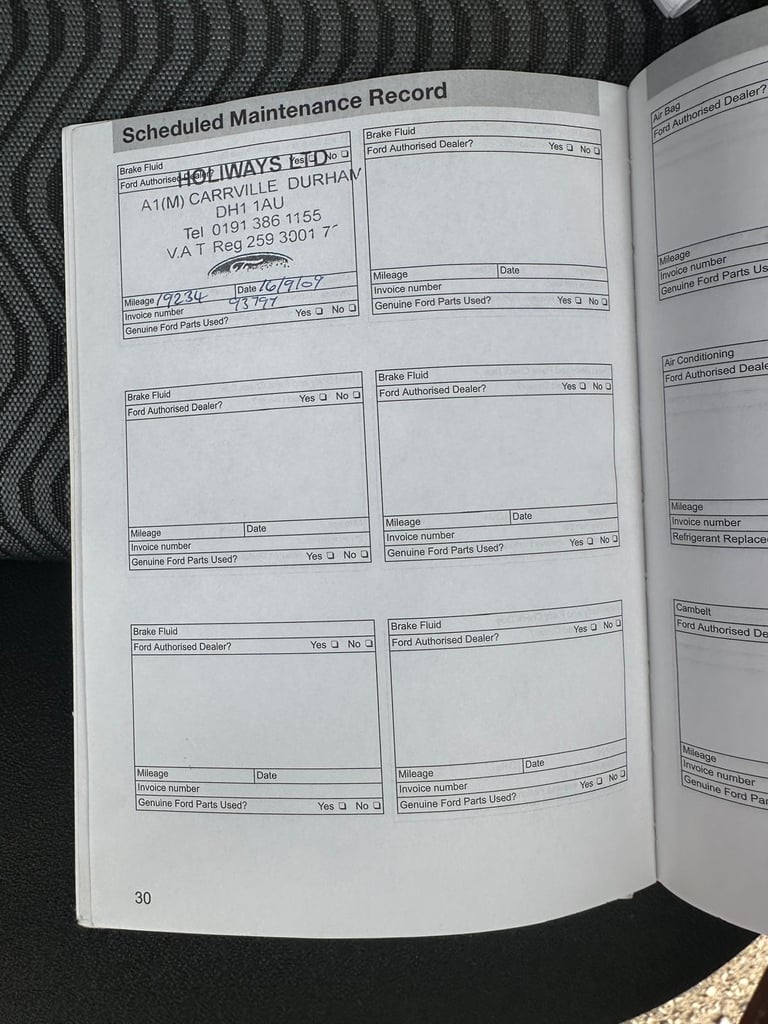 Scheduled Maintenance Record
Brake Fluid
Ford Authorised Dealer? Yes ❏ No ❏
HOLIWAYS LTD
A1(M) CARRVILLE DURHAM
DH1 1AU
Tel 0191 386 1155
V.A T Reg 259 3001
Ford
Mileage 19234 Date 16/9/09
Invoice number 93797
Genuine Ford Parts Used? Yes ❏ No ❏
Brake Fluid
Ford Authorised Dealer? Yes ❏ No ❏
Mileage Date
Invoice number
Genuine Ford Parts Used? Yes ❏ No ❏
Brake Fluid
Ford Authorised Dealer? Yes ❏ No ❏
Mileage Date
Invoice number
Genuine Ford Parts Used? Yes ❏ No ❏
Brake Fluid
Ford Authorised Dealer? Yes ❏ No ❏
Mileage Date
Invoice number
Genuine Ford Parts Used? Yes ❏ No ❏
Brake Fluid
Ford Authorised Dealer? Yes ❏ No ❏
Mileage Date
Invoice number
Genuine Ford Parts Used? Yes ❏ No ❏
Brake Fluid
Ford Authorised Dealer? Yes ❏ No ❏
Mileage Date
Invoice number
Genuine Ford Parts Used? Yes ❏ No ❏
30
Air Bag
Ford Authorised Dealer?
Mileage
Invoice number
Genuine Ford Parts Us
Air Conditioning
Ford Authorised Deale
Mileage
Invoice number
Refrigerant Replace
Cambelt
Ford Authorised De
Mileage
Invoice number
Genuine Ford Par